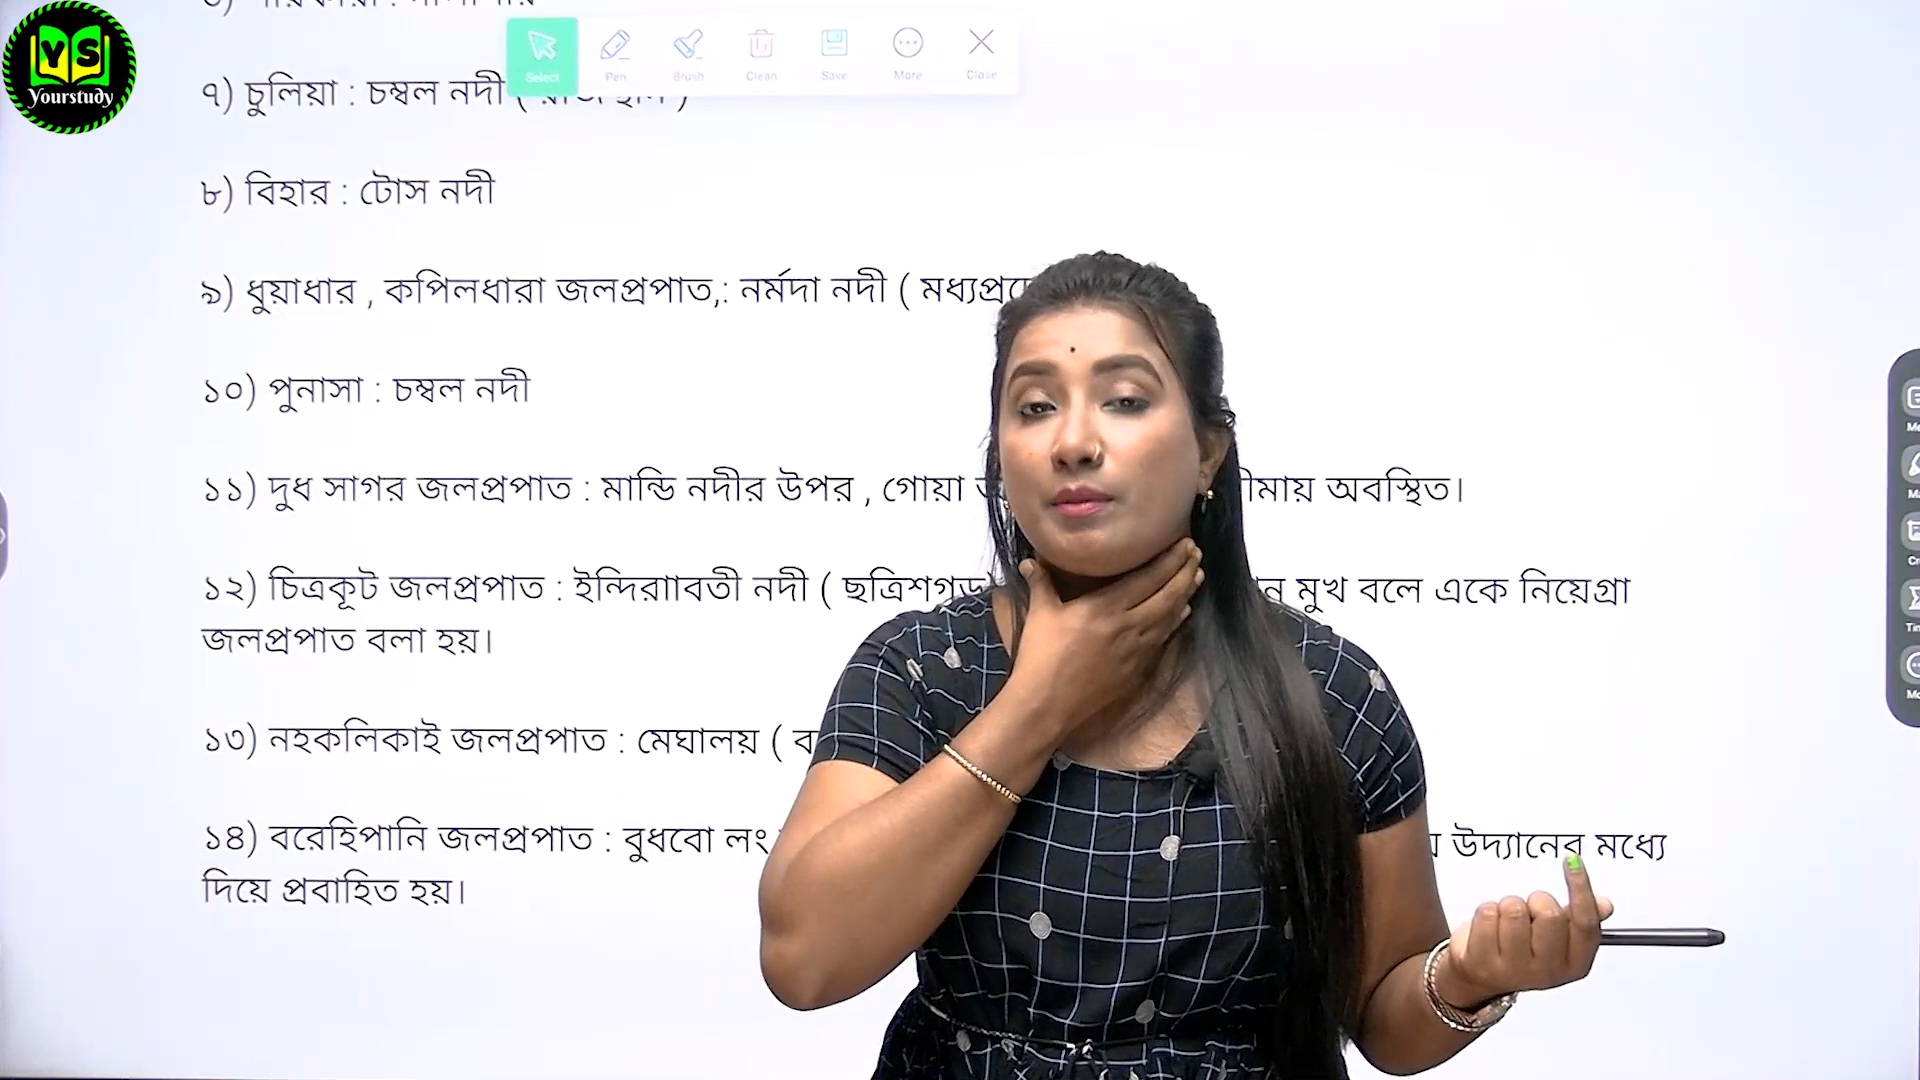 YS
Yourstudy
Select Pen Brush Clean Save More Close
৭) চুলিয়া : চম্বল নদী (
৮) বিহার : টোস নদী
৯) ধুয়াধার , কপিলধারা জলপ্রপাত,: নর্মদা নদী (
১০) পুনাসা : চম্বল নদী
১১) দুধ সাগর জলপ্রপাত : মান্ডি নদীর উপর , গোয়া অবস্থিত।
১২) চিত্রকূট জলপ্রপাত : ইন্দিরাাবতী নদী ( ছত্রিশগড় মুখ বলে একে নিয়েগ্রা
জলপ্রপাত বলা হয়।
১৩) নহকলিকাই জলপ্রপাত : মেঘালয় (
১৪) বরেহিপানি জলপ্রপাত : বুধবো উদ্যানের মধ্যে
দিয়ে প্রবাহিত হয়।